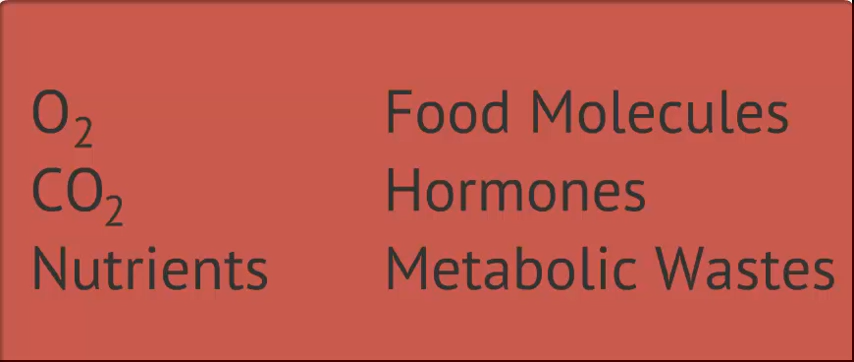 O₂ Food Molecules
CO₂ Hormones
Nutrients Metabolic Wastes